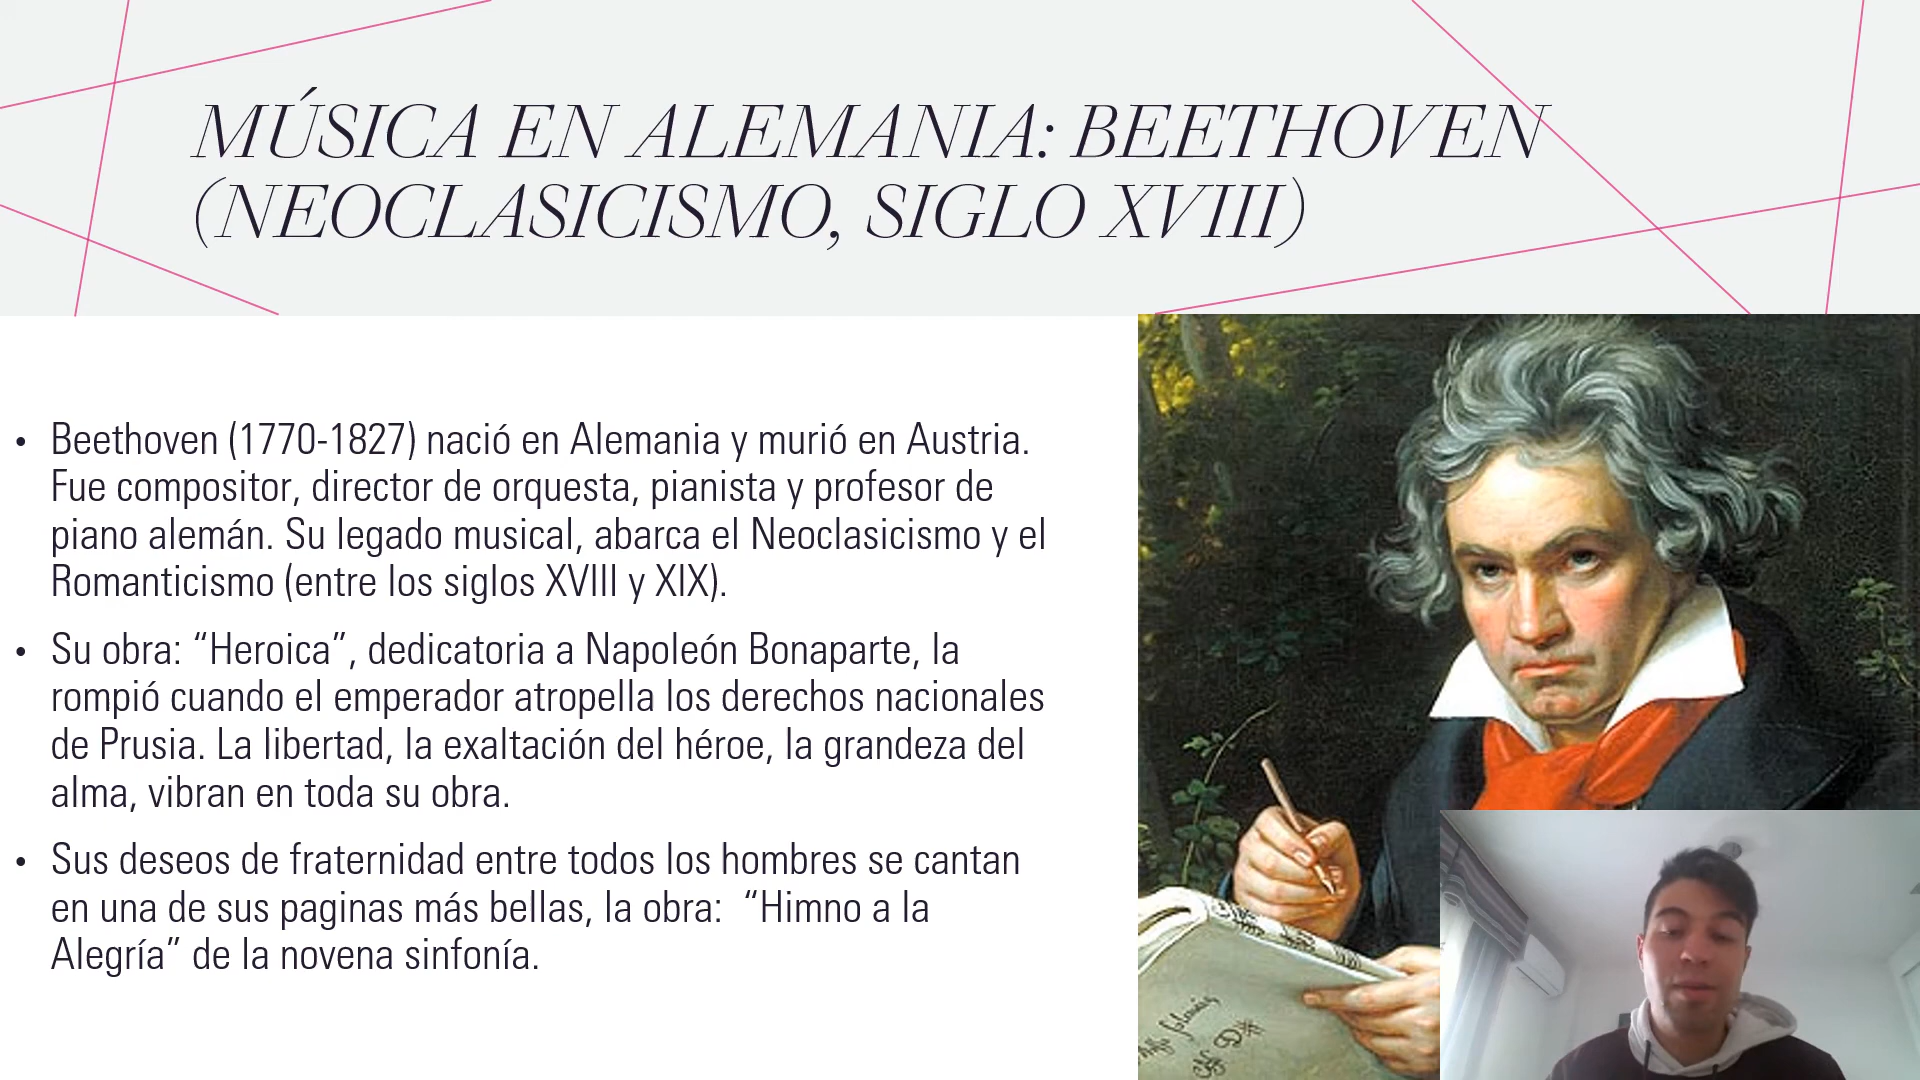 MÚSICA EN ALEMANIA: BEETHOVEN
(NEOCLASICISMO, SIGLO XVIII)
• Beethoven (1770-1827) nació en Alemania y murió en Austria.
Fue compositor, director de orquesta, pianista y profesor de
piano alemán. Su legado musical, abarca el Neoclasicismo y el
Romanticismo (entre los siglos XVIII y XIX).
• Su obra: “Heroica”, dedicatoria a Napoleón Bonaparte, la
rompió cuando el emperador atropella los derechos nacionales
de Prusia. La libertad, la exaltación del héroe, la grandeza del
alma, vibran en toda su obra.
• Sus deseos de fraternidad entre todos los hombres se cantan
en una de sus paginas más bellas, la obra:  “Himno a la
Alegría” de la novena sinfonía.